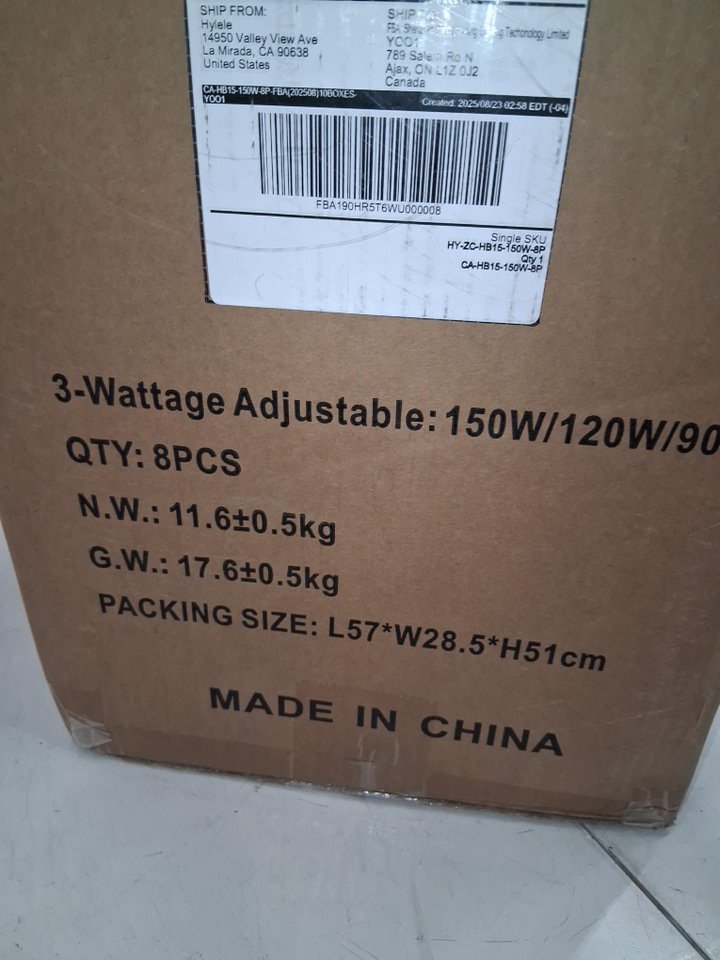 SHIP FROM:
Hylele
14950 Valley View Ave
La Mirada, CA 90638
United States
SHIP
FBA: Technology Limited
YOO1
789 Salem Rd N
Ajax, ON L1Z 0J2
Canada
CA-HB15-150W-8P-FBA(202508)10BOXES-
YOO1
Created: 2025/08/23 02:58 EDT (-04)
FBA190HR5T6WU000008
Single SKU
HY-ZC-HB15-150W-8P
Qty 1
CA-HB15-150W-8P
3-Wattage Adjustable: 150W/120W/90
QTY: 8PCS
N.W.: 11.6±0.5kg
G.W.: 17.6±0.5kg
PACKING SIZE: L57*W28.5*H51cm
MADE IN CHINA